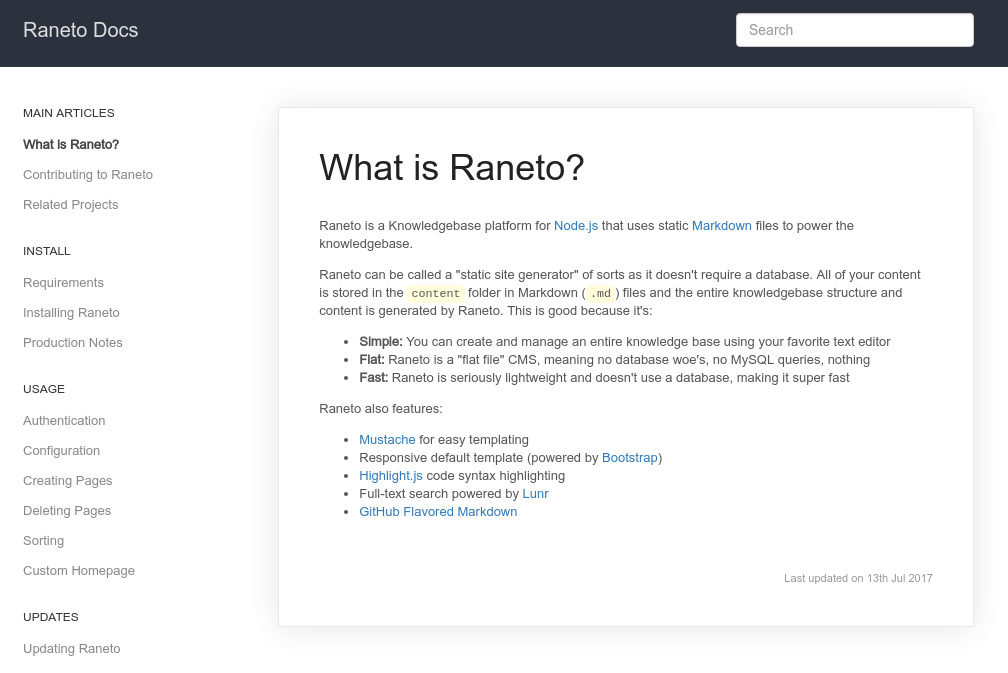 Raneto Docs
Search
MAIN ARTICLES
What is Raneto?
Contributing to Raneto
Related Projects
INSTALL
Requirements
Installing Raneto
Production Notes
USAGE
Authentication
Configuration
Creating Pages
Deleting Pages
Sorting
Custom Homepage
UPDATES
Updating Raneto
What is Raneto?
Raneto is a Knowledgebase platform for Node.js that uses static Markdown files to power the
knowledgebase.
Raneto can be called a "static site generator" of sorts as it doesn't require a database. All of your content
is stored in the content folder in Markdown ( .md ) files and the entire knowledgebase structure and
content is generated by Raneto. This is good because it's:
• Simple: You can create and manage an entire knowledge base using your favorite text editor
• Flat: Raneto is a "flat file" CMS, meaning no database woe's, no MySQL queries, nothing
• Fast: Raneto is seriously lightweight and doesn't use a database, making it super fast
Raneto also features:
• Mustache for easy templating
• Responsive default template (powered by Bootstrap)
• Highlight.js code syntax highlighting
• Full-text search powered by Lunr
• GitHub Flavored Markdown
Last updated on 13th Jul 2017